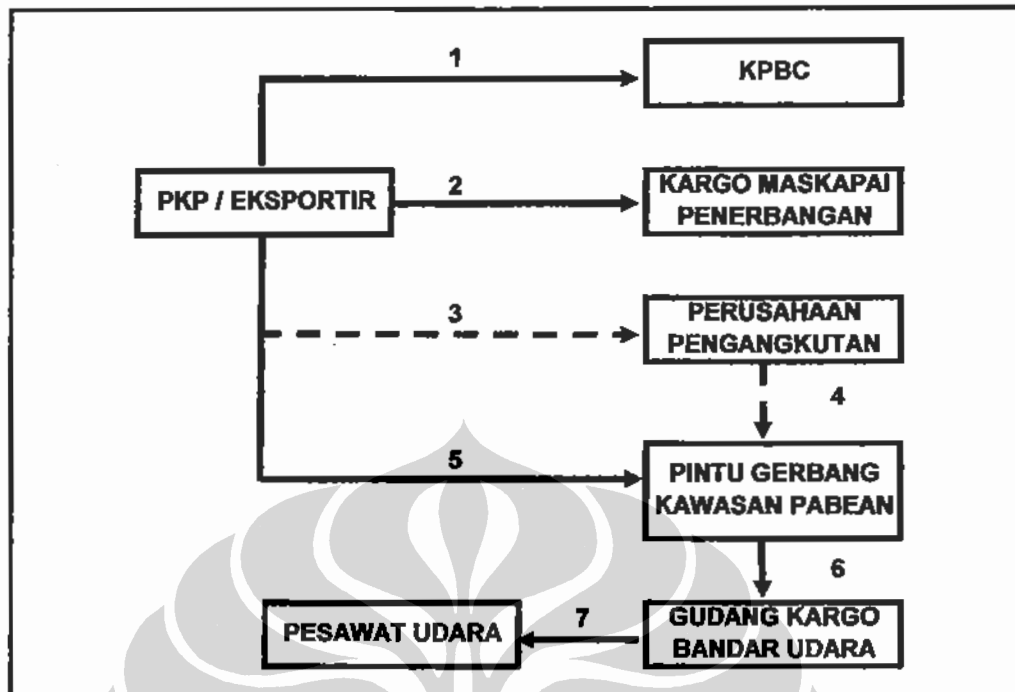 1
KPBC
PKP / EKSPORTIR
2
KARGO MASKAPAI
PENERBANGAN
3
PERUSAHAAN
PENGANGKUTAN
4
5
PINTU GERBANG
KAWASAN PABEAN
6
PESAWAT UDARA
7
GUDANG KARGO
BANDAR UDARA